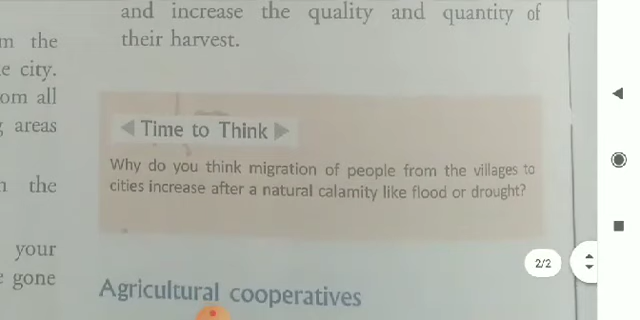 and increase the quality and quantity of
their harvest.
m the
e city.
om all
areas
the
your
gone
Time to Think
Why do you think migration of people from the villages to
cities increase after a natural calamity like flood or drought?
2/2
Agricultural cooperatives